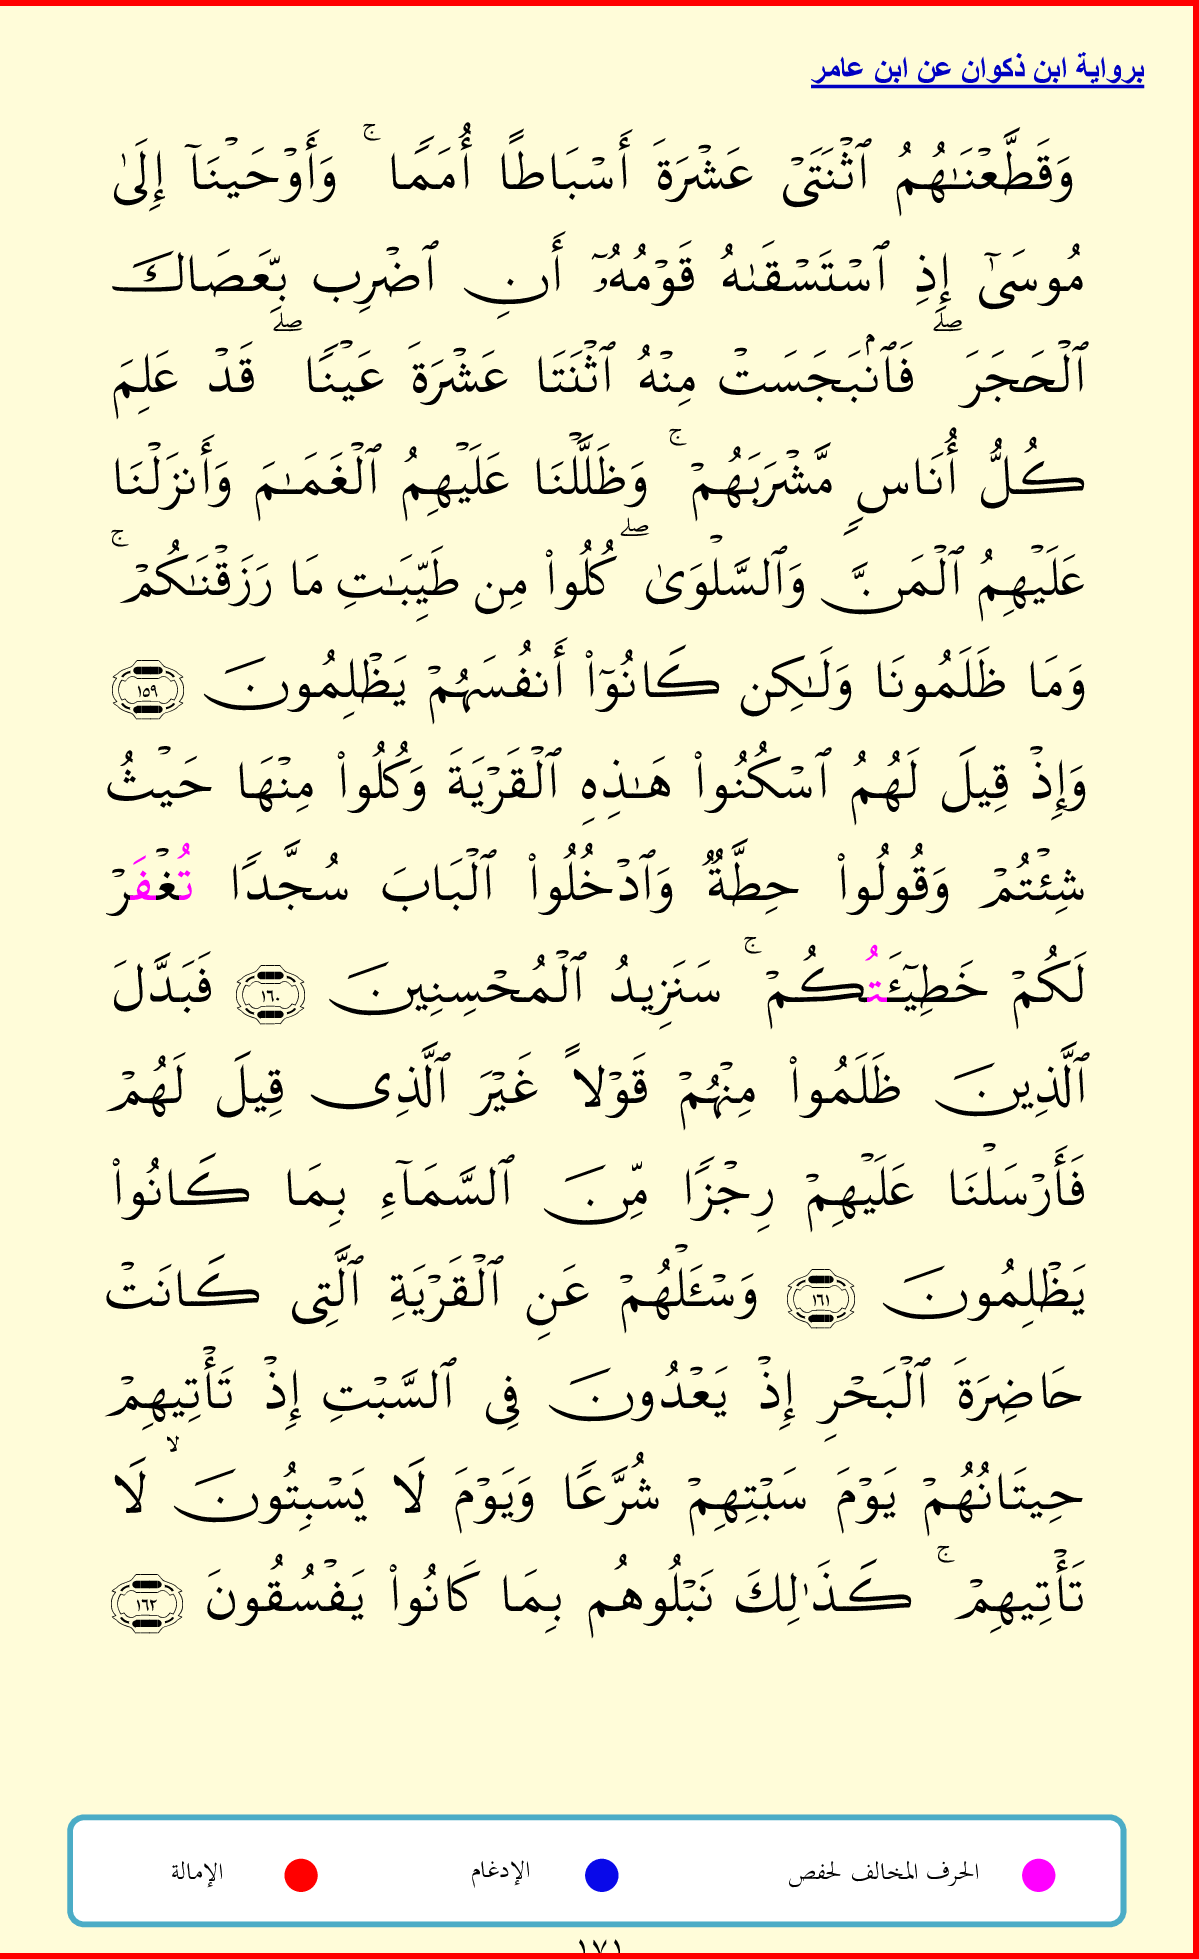 برواية ابن ذكوان عن ابن عامر
وَقَطَّعْنَـٰهُمُ ٱثْنَتَىْ عَشْرَةَ أَسْبَاطًا أُمَمًا ۚ وَأَوْحَيْنَآ إِلَىٰ
مُوسَىٰٓ إِذِ ٱسْتَسْقَىٰهُ قَوْمُهُۥٓ أَنِ ٱضْرِب بِّعَصَاكَ
ٱلْحَجَرَ ۖ فَٱنۢبَجَسَتْ مِنْهُ ٱثْنَتَا عَشْرَةَ عَيْنًا ۖ قَدْ عَلِمَ
كُلُّ أُنَاسٍ مَّشْرَبَهُمْ ۚ وَظَلَّلْنَا عَلَيْهِمُ ٱلْغَمَـٰمَ وَأَنزَلْنَا
عَلَيْهِمُ ٱلْمَنَّ وَٱلسَّلْوَىٰ ۖ كُلُوا۟ مِن طَيِّبَـٰتِ مَا رَزَقْنَـٰكُمْ ۚ
وَمَا ظَلَمُونَا وَلَـٰكِن كَانُوٓا۟ أَنفُسَهُمْ يَظْلِمُونَ ١٥٩
وَإِذْ قِيلَ لَهُمُ ٱسْكُنُوا۟ هَـٰذِهِ ٱلْقَرْيَةَ وَكُلُوا۟ مِنْهَا حَيْثُ
شِئْتُمْ وَقُولُوا۟ حِطَّةٌ وَٱدْخُلُوا۟ ٱلْبَابَ سُجَّدًا تُغْفَرْ
لَكُمْ خَطِيٓـَٔتُكُمْ ۚ سَنَزِيدُ ٱلْمُحْسِنِينَ ١٦٠ فَبَدَّلَ
ٱلَّذِينَ ظَلَمُوا۟ مِنْهُمْ قَوْلاً غَيْرَ ٱلَّذِى قِيلَ لَهُمْ
فَأَرْسَلْنَا عَلَيْهِمْ رِجْزًا مِّنَ ٱلسَّمَآءِ بِمَا كَانُوا۟
يَظْلِمُونَ ١٦١ وَسْـَٔلْهُمْ عَنِ ٱلْقَرْيَةِ ٱلَّتِى كَانَتْ
حَاضِرَةَ ٱلْبَحْرِ إِذْ يَعْدُونَ فِى ٱلسَّبْتِ إِذْ تَأْتِيهِمْ
حِيتَانُهُمْ يَوْمَ سَبْتِهِمْ شُرَّعًا وَيَوْمَ لَا يَسْبِتُونَ ۙ لَا
تَأْتِيهِمْ ۚ كَذَٰلِكَ نَبْلُوهُم بِمَا كَانُوا۟ يَفْسُقُونَ ١٦٢
الحرف المخالف لحفص الإدغام الإمالة
١٧١